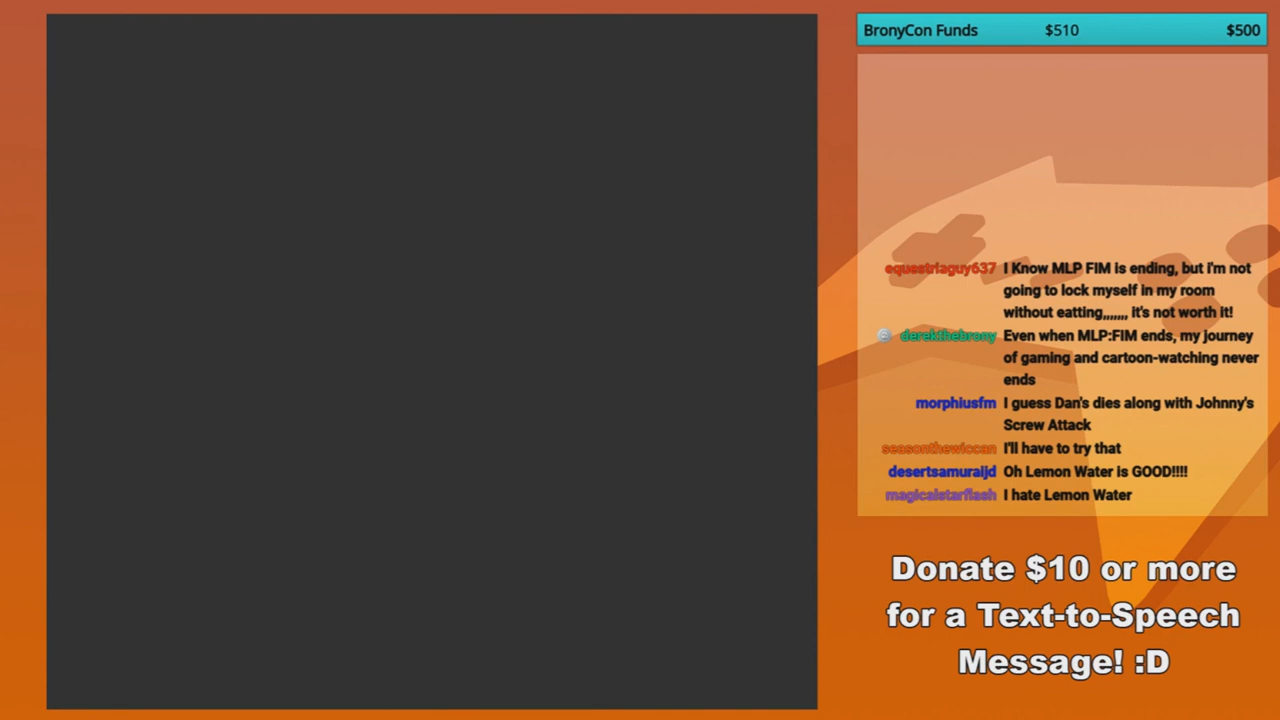 BronyCon Funds $510 $500
equestriaguy637 I Know MLP FIM is ending, but i'm not
going to lock myself in my room
without eatting,,,,,,, it's not worth it!
derekthebrony Even when MLP:FIM ends, my journey
of gaming and cartoon-watching never
ends
morphiusfm I guess Dan's dies along with Johnny's
Screw Attack
seasonthewiccan I'll have to try that
desertsamuraijd Oh Lemon Water is GOOD!!!!
magicalstarflash I hate Lemon Water
Donate $10 or more
for a Text-to-Speech
Message! :D